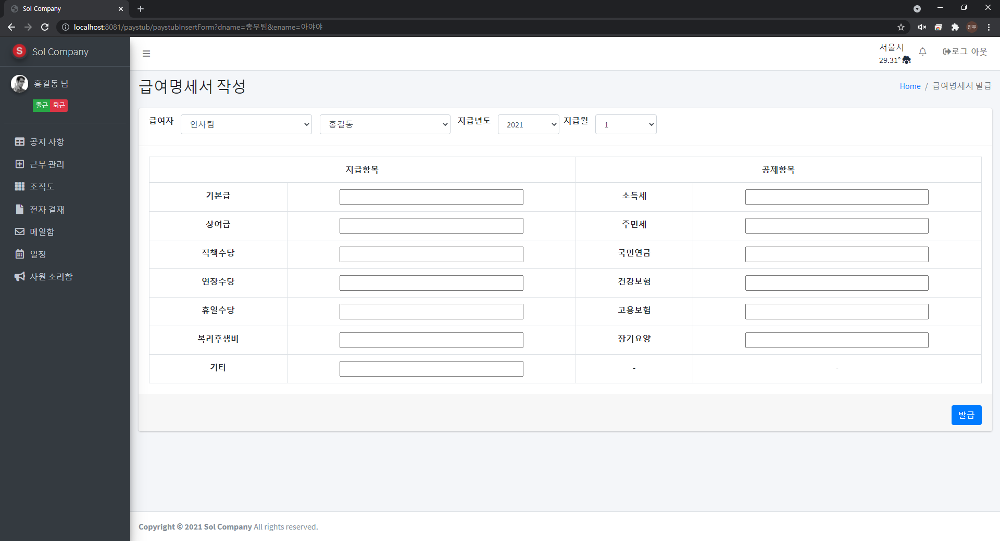 Sol Company
localhost:8081/paystub/paystubInsertForm?dname=총무팀&ename=아야야
진우
S Sol Company
홍길동 님
출근 퇴근
공지 사항
근무 관리
조직도
전자 결재
메일함
일정
사원 소리함
서울시
29.31°
로그 아웃
급여명세서 작성
Home / 급여명세서 발급
급여자 인사팀 홍길동 지급년도 2021 지급월 1
지급항목 공제항목
기본급 소득세
상여급 주민세
직책수당 국민연금
연장수당 건강보험
휴일수당 고용보험
복리후생비 장기요양
기타 - -
발급
Copyright © 2021 Sol Company All rights reserved.